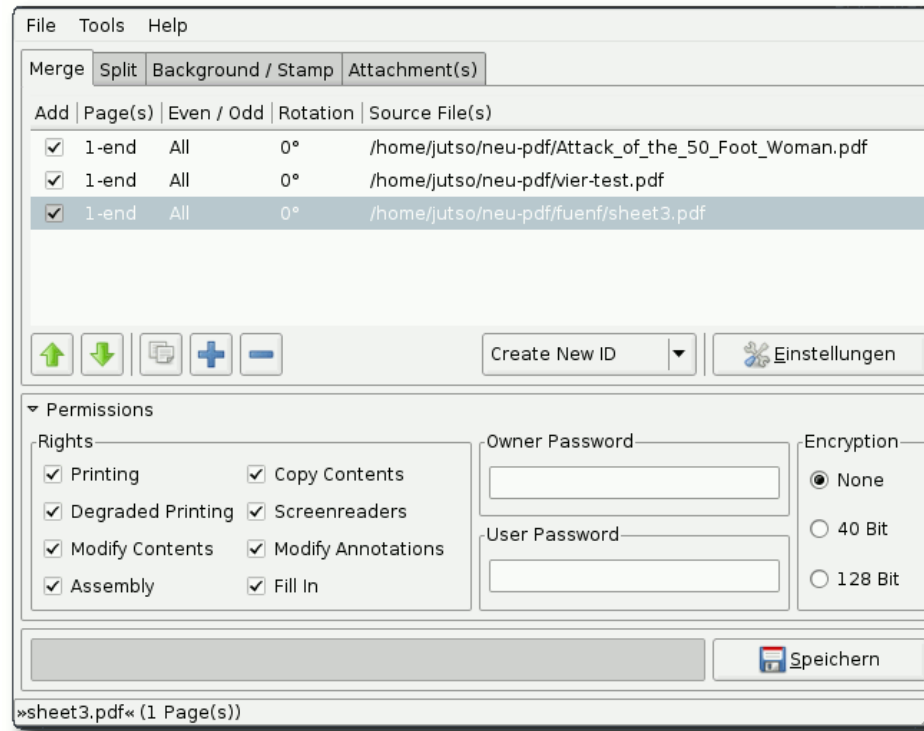 File Tools Help
Merge Split Background / Stamp Attachment(s)
Add Page(s) Even / Odd Rotation Source File(s)
1-end All 0° /home/jutso/neu-pdf/Attack_of_the_50_Foot_Woman.pdf
1-end All 0° /home/jutso/neu-pdf/vier-test.pdf
1-end All 0° /home/jutso/neu-pdf/fuenf/sheet3.pdf
Create New ID Einstellungen
Permissions
Rights Owner Password Encryption
Printing Copy Contents None
Degraded Printing Screenreaders 40 Bit
Modify Contents Modify Annotations User Password
Assembly Fill In 128 Bit
Speichern
»sheet3.pdf« (1 Page(s))